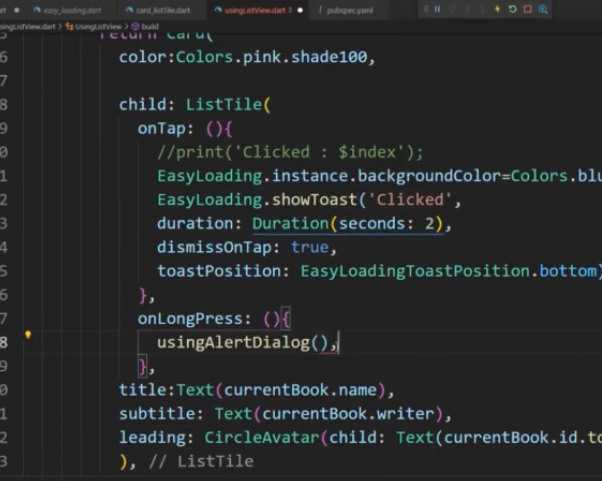 easy_loading.dart card_listTile.dart usingListView.dart 3 pubspec.yaml
singListView.dart > UsingListView > build
return Card(
6 color:Colors.pink.shade100,
7
8 child: ListTile(
9 onTap: (){
0 //print('Clicked : $index');
1 EasyLoading.instance.backgroundColor=Colors.blu
2 EasyLoading.showToast('Clicked',
3 duration: Duration(seconds: 2),
4 dismissOnTap: true,
5 toastPosition: EasyLoadingToastPosition.bottom)
6 },
7 onLongPress: (){
8 usingAlertDialog(),
9 },
0 title:Text(currentBook.name),
1 subtitle: Text(currentBook.writer),
2 leading: CircleAvatar(child: Text(currentBook.id.to
3 ), // ListTile